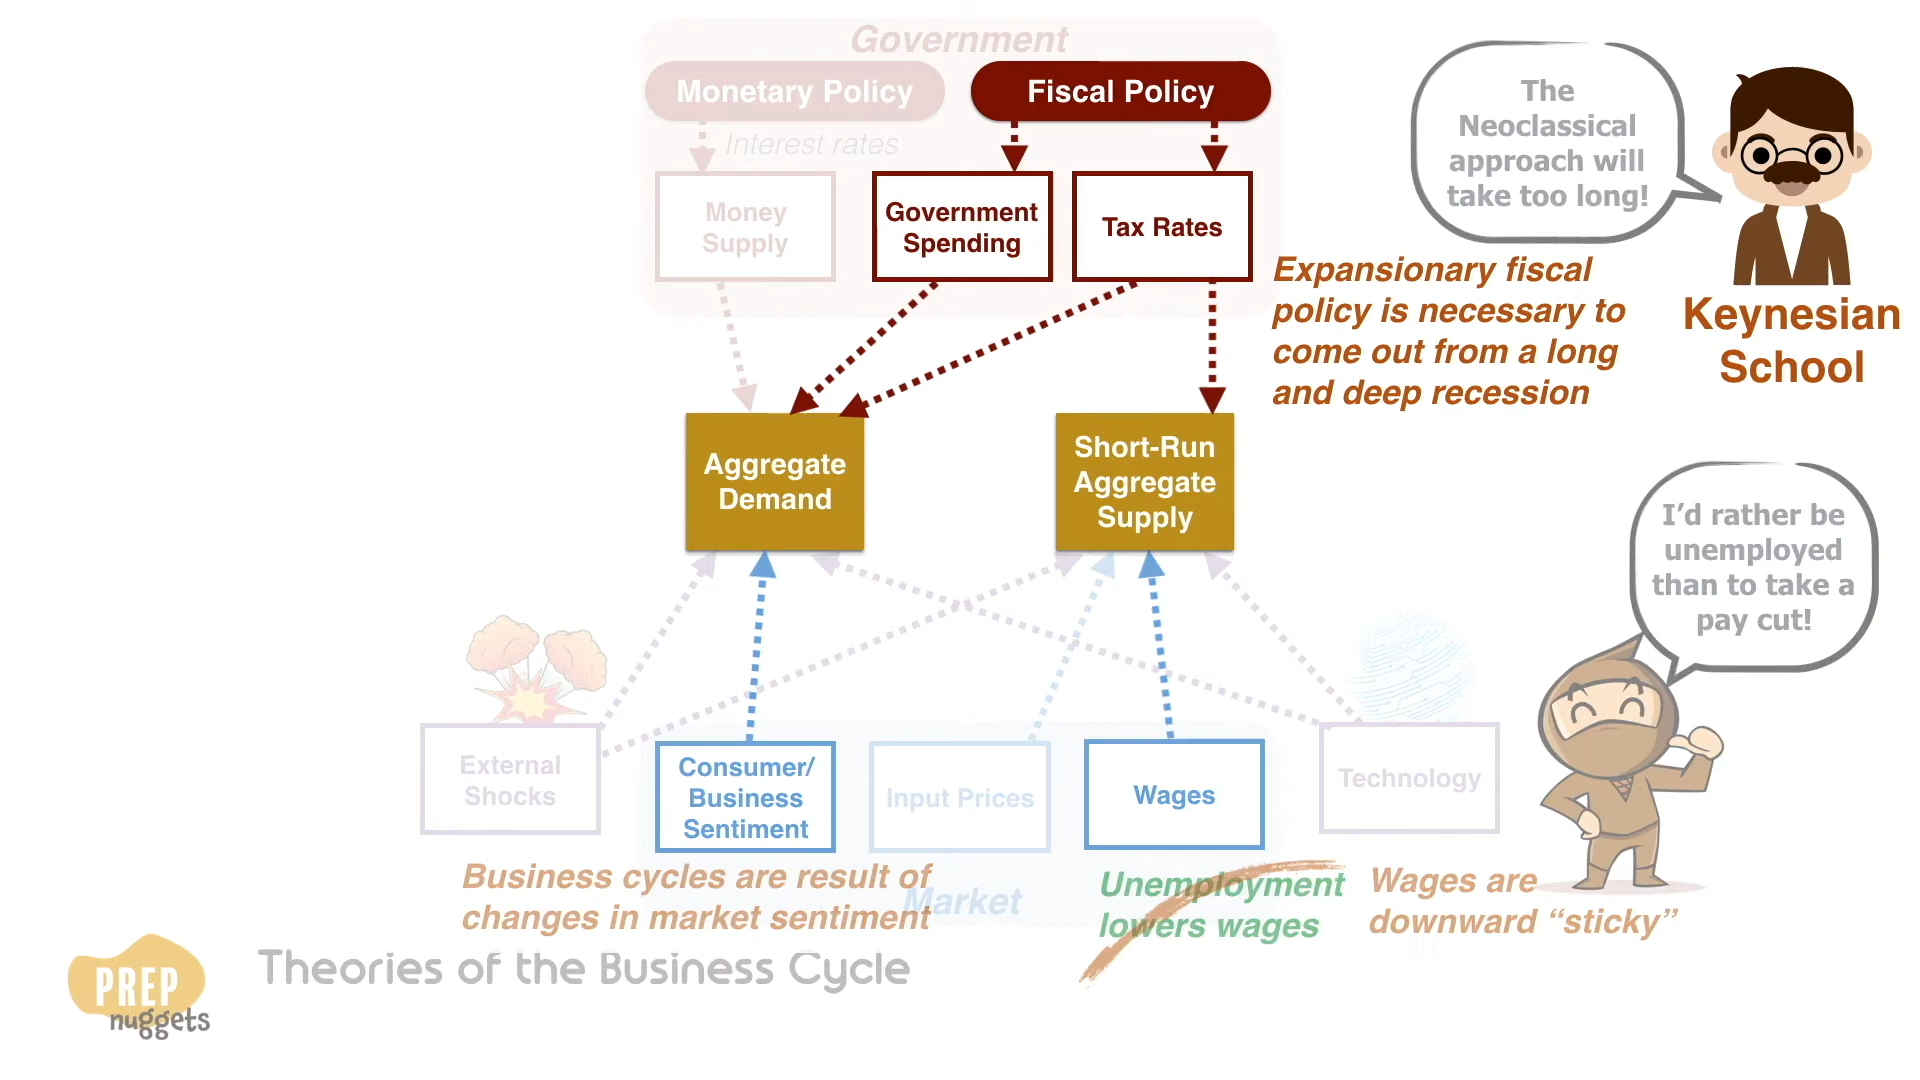 Government
Monetary Policy
Fiscal Policy
Interest rates
Money
Supply
Government
Spending
Tax Rates
The
Neoclassical
approach will
take too long!
Expansionary fiscal
policy is necessary to
come out from a long
and deep recession
Keynesian
School
Aggregate
Demand
Short-Run
Aggregate
Supply
I’d rather be
unemployed
than to take a
pay cut!
External
Shocks
Consumer/
Business
Sentiment
Input Prices
Wages
Technology
Business cycles are result of
changes in market sentiment
Market
Unemployment
lowers wages
Wages are
downward “sticky”
PREP
nuggets
Theories of the Business Cycle